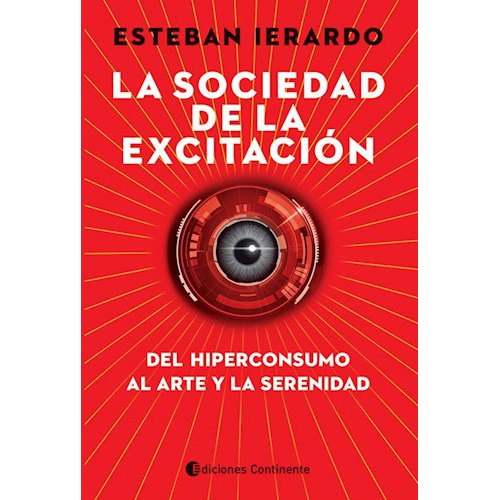 ESTEBAN IERARDO
LA SOCIEDAD
DE LA
EXCITACIÓN
DEL HIPERCONSUMO
AL ARTE Y LA SERENIDAD
Ediciones Continente